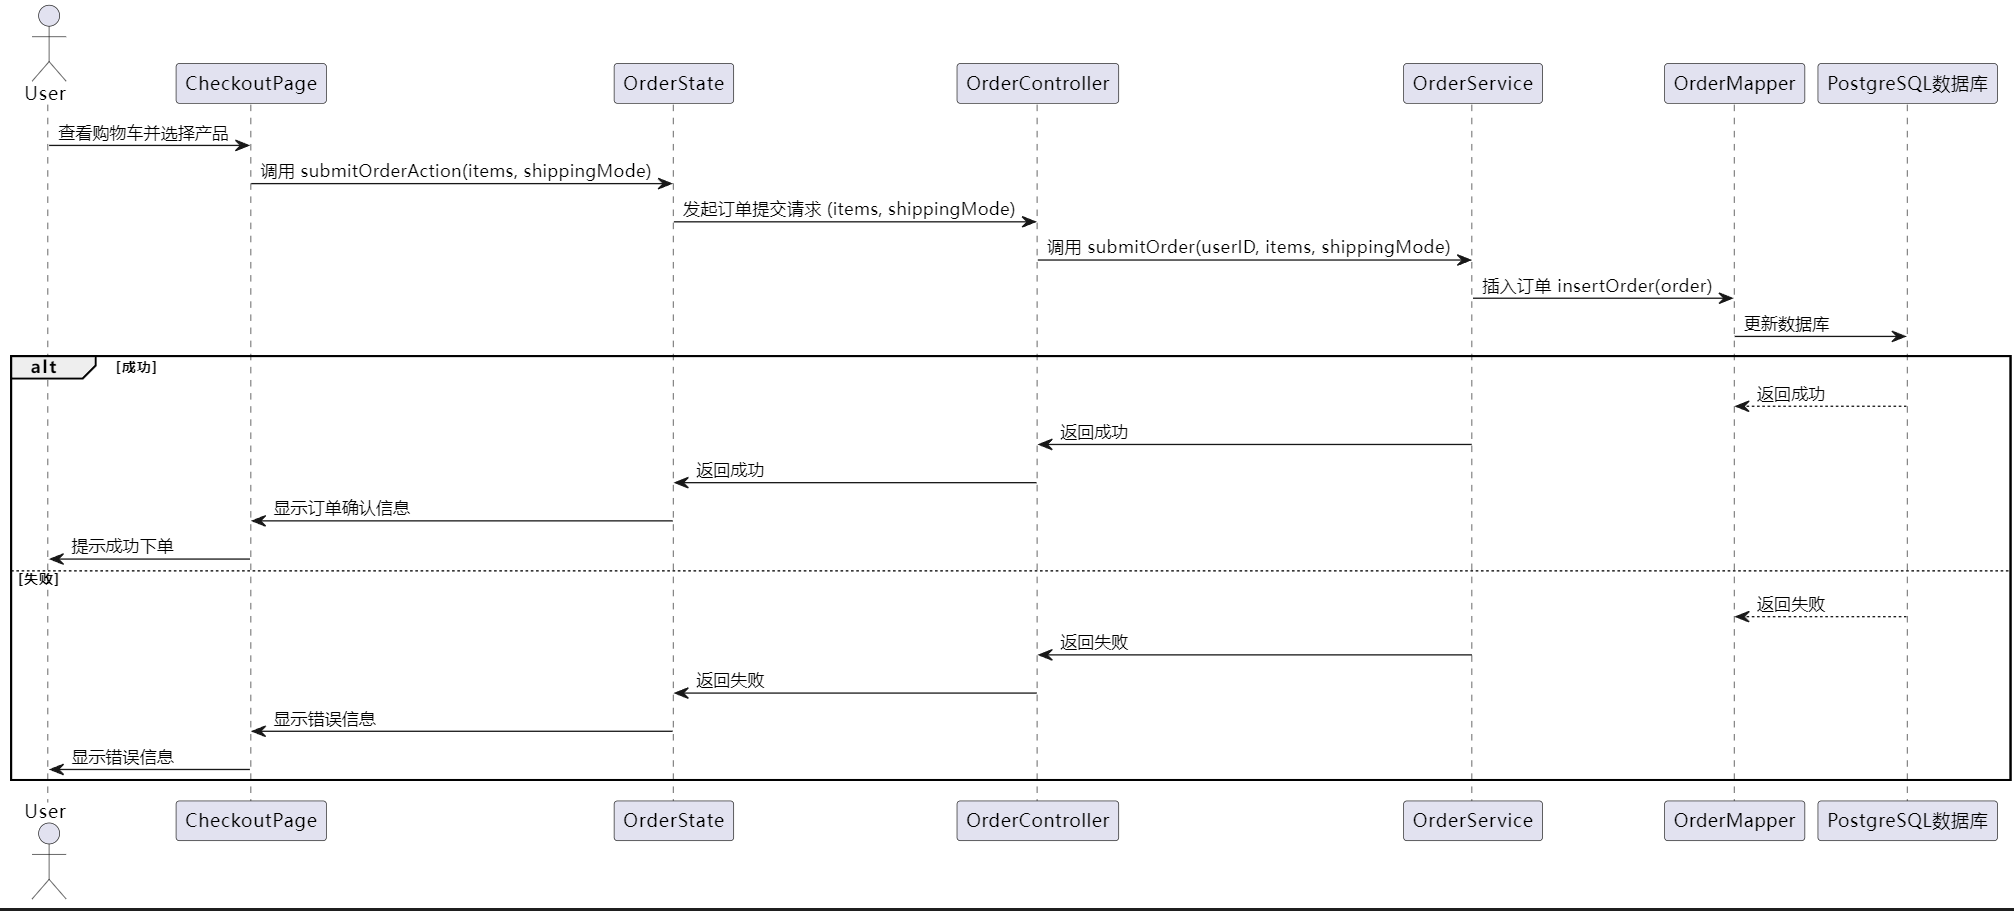 User
CheckoutPage
OrderState
OrderController
OrderService
OrderMapper
PostgreSQL数据库
查看购物车并选择产品
调用 submitOrderAction(items, shippingMode)
发起订单提交请求 (items, shippingMode)
调用 submitOrder(userID, items, shippingMode)
插入订单 insertOrder(order)
更新数据库
alt
[成功]
返回成功
返回成功
返回成功
显示订单确认信息
提示成功下单
[失败]
返回失败
返回失败
返回失败
显示错误信息
显示错误信息
User
CheckoutPage
OrderState
OrderController
OrderService
OrderMapper
PostgreSQL数据库